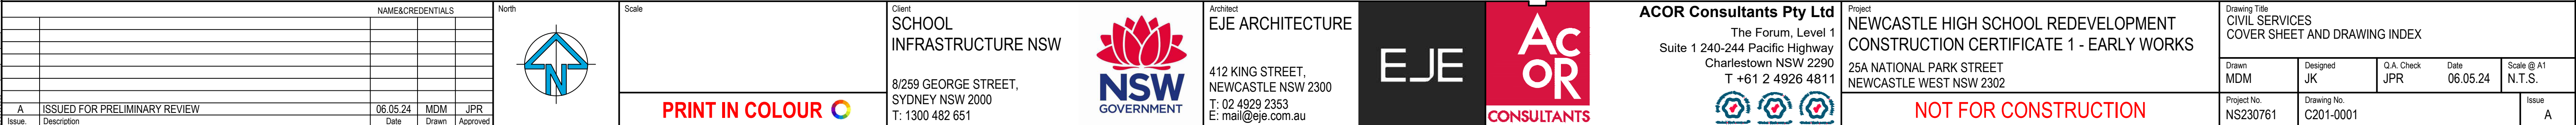 NAME&CREDENTIALS
A ISSUED FOR PRELIMINARY REVIEW 06.05.24 MDM JPR
Issue. Description Date Drawn Approved
North
N
Scale
PRINT IN COLOUR
Client
SCHOOL
INFRASTRUCTURE NSW
8/259 GEORGE STREET,
SYDNEY NSW 2000
T: 1300 482 651
NSW
GOVERNMENT
Architect
EJE ARCHITECTURE
412 KING STREET,
NEWCASTLE NSW 2300
T: 02 4929 2353
E: mail@eje.com.au
EJE
AC
OR
CONSULTANTS
ACOR Consultants Pty Ltd
The Forum, Level 1
Suite 1 240-244 Pacific Highway
Charlestown NSW 2290
T +61 2 4926 4811
Project
NEWCASTLE HIGH SCHOOL REDEVELOPMENT
CONSTRUCTION CERTIFICATE 1 - EARLY WORKS
25A NATIONAL PARK STREET
NEWCASTLE WEST NSW 2302
NOT FOR CONSTRUCTION
Drawing Title
CIVIL SERVICES
COVER SHEET AND DRAWING INDEX
Drawn Designed Q.A. Check Date Scale @ A1
MDM JK JPR 06.05.24 N.T.S.
Project No. Drawing No. Issue
NS230761 C201-0001 A